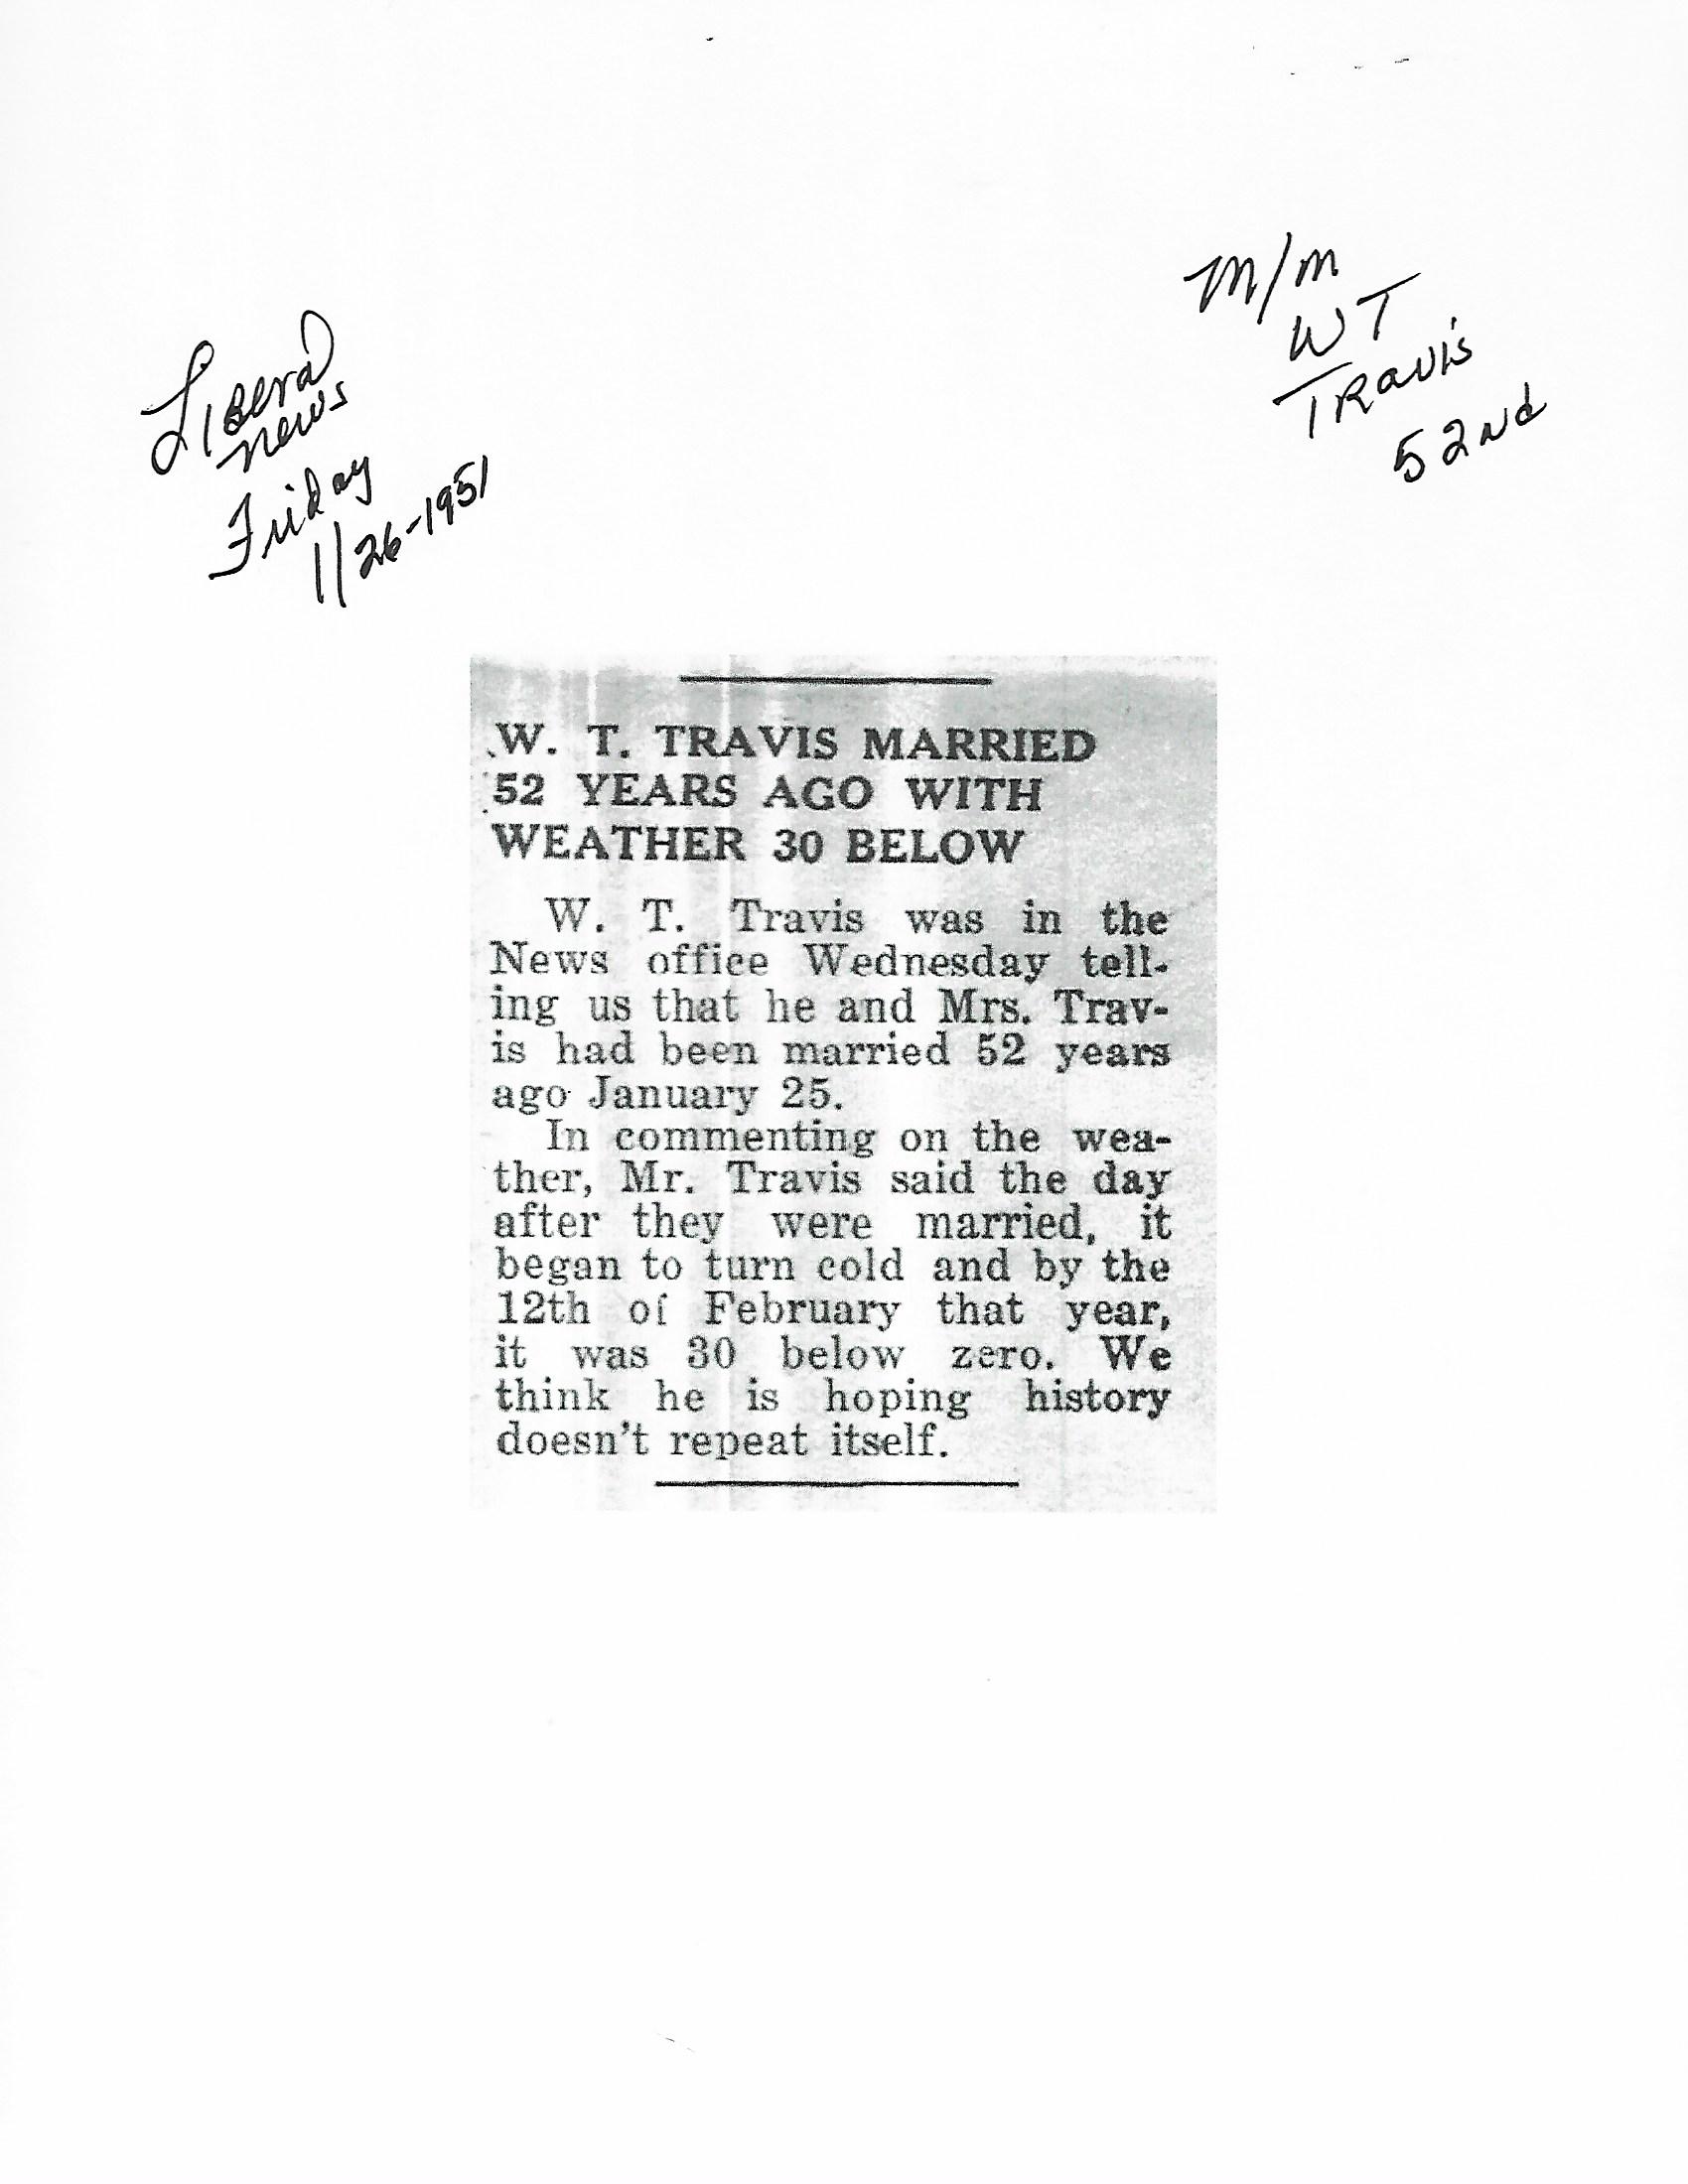 Liberal
News
Friday
1/26-1951
M/M
W T
Travis
52nd
W. T. TRAVIS MARRIED
52 YEARS AGO WITH
WEATHER 30 BELOW
W. T. Travis was in the
News office Wednesday tell-
ing us that he and Mrs. Trav-
is had been married 52 years
ago January 25.
In commenting on the wea-
ther, Mr. Travis said the day
after they were married, it
began to turn cold and by the
12th of February that year,
it was 30 below zero. We
think he is hoping history
doesn't repeat itself.